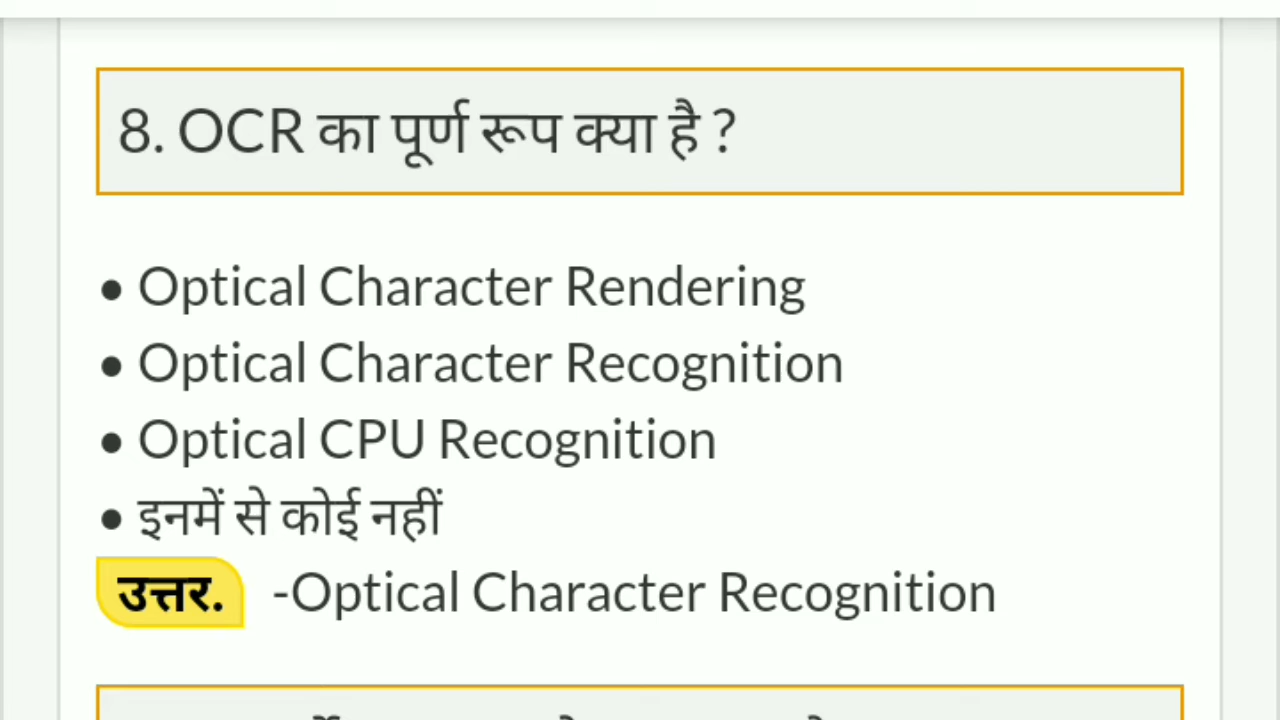 8. OCR का पूर्ण रूप क्या है ?
• Optical Character Rendering
• Optical Character Recognition
• Optical CPU Recognition
• इनमें से कोई नहीं
उत्तर. -Optical Character Recognition